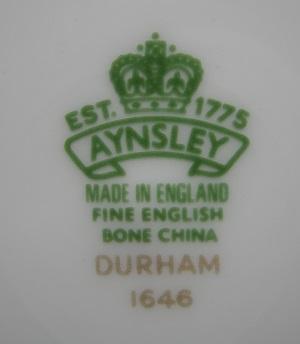 EST. 1775
AYNSLEY
MADE IN ENGLAND
FINE ENGLISH
BONE CHINA
DURHAM
1646